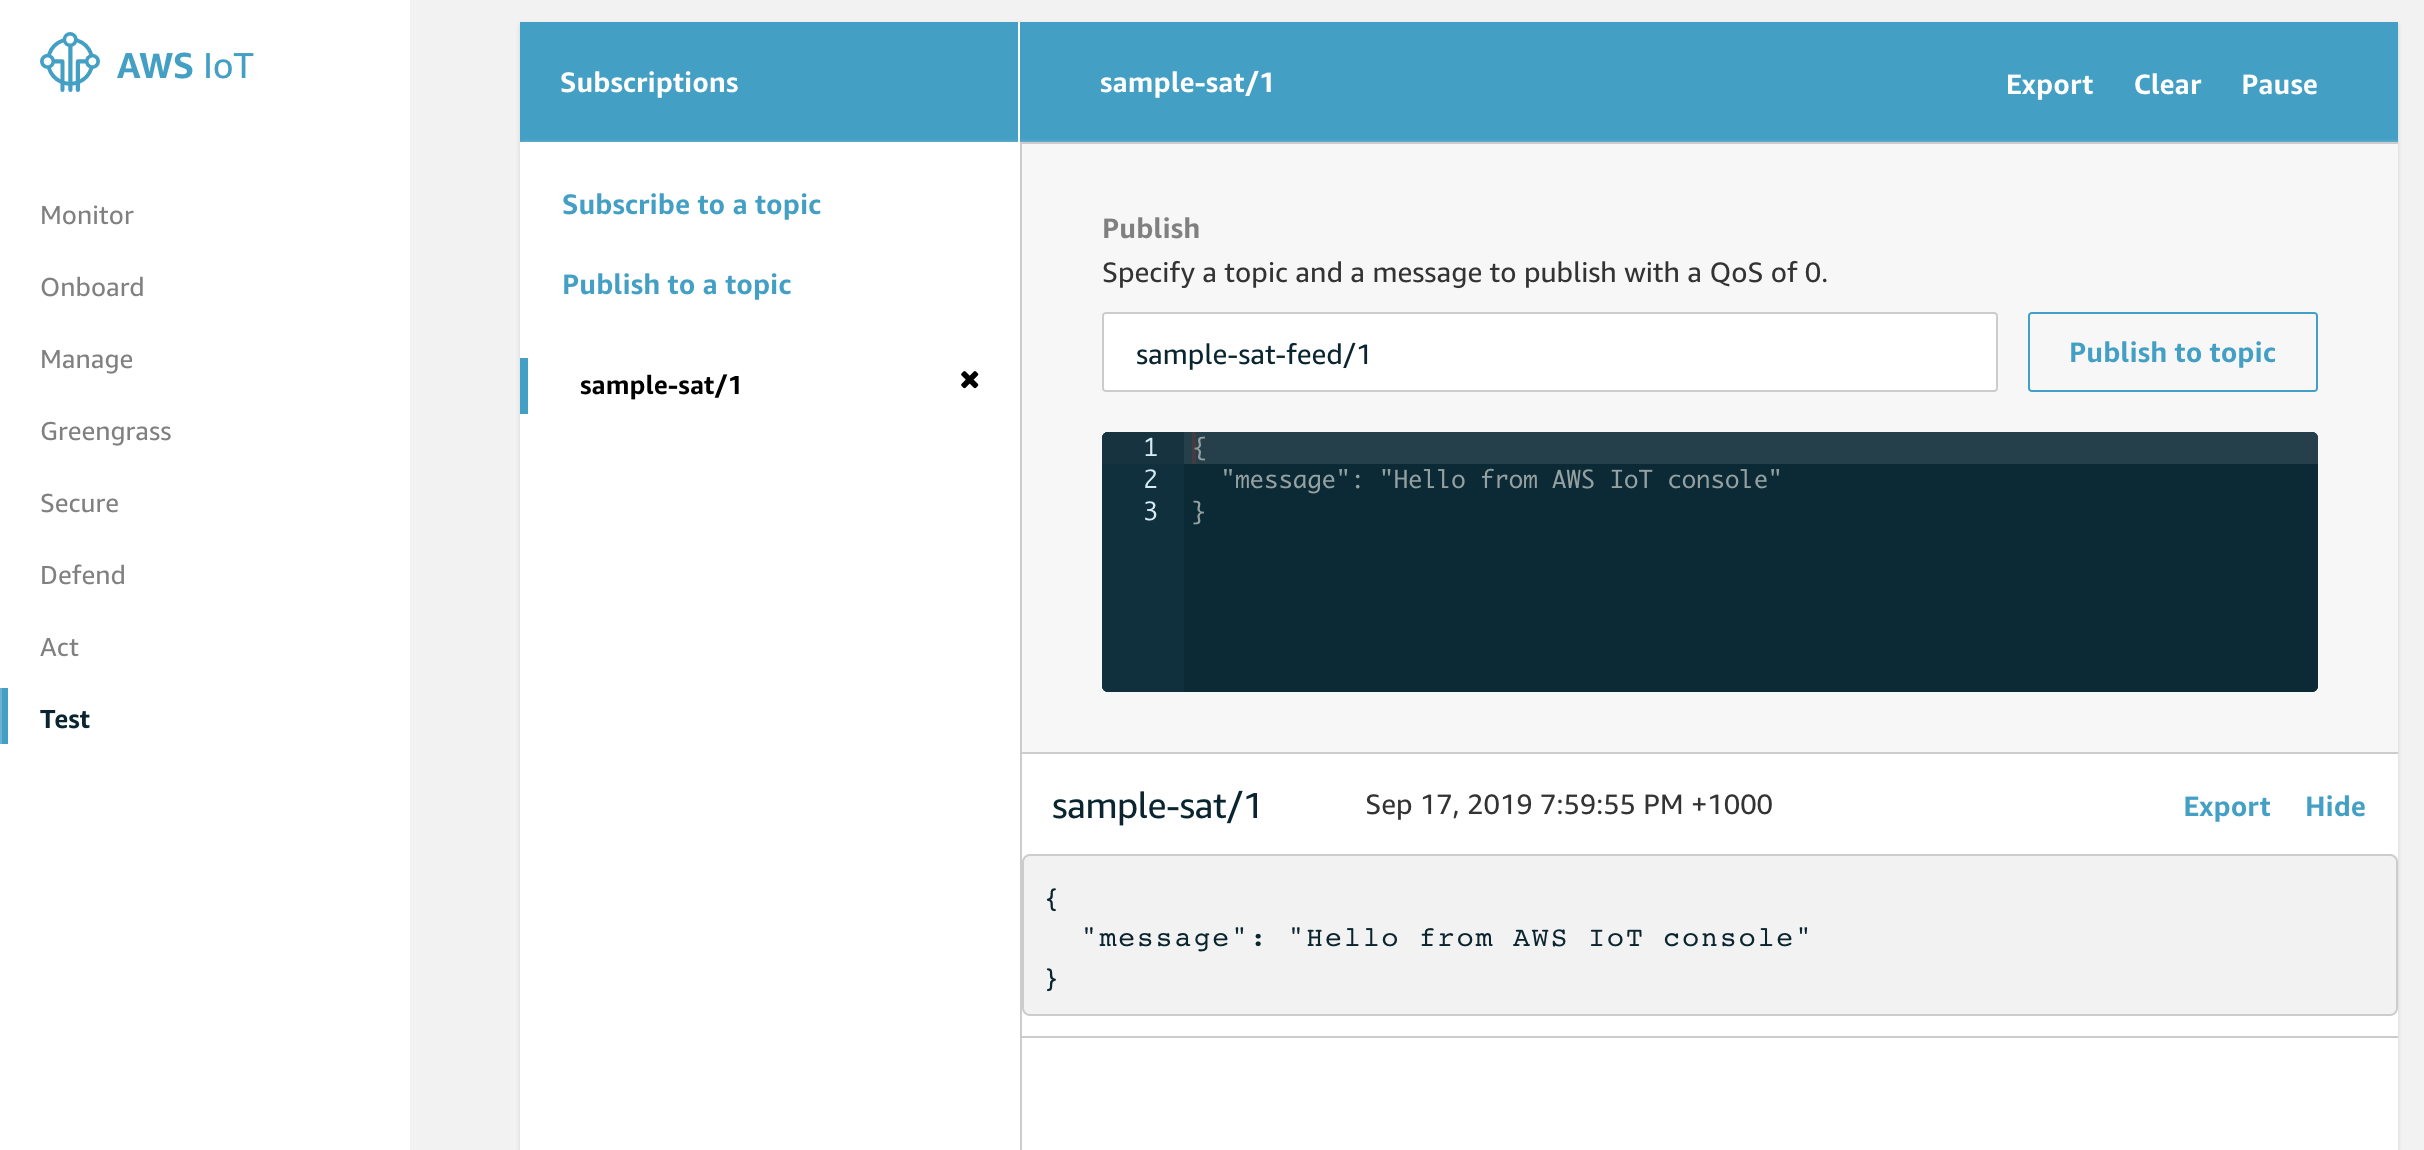 AWS IoT
Monitor
Onboard
Manage
Greengrass
Secure
Defend
Act
Test
Subscriptions
Subscribe to a topic
Publish to a topic
sample-sat/1
sample-sat/1
Export Clear Pause
Publish
Specify a topic and a message to publish with a QoS of 0.
sample-sat-feed/1
Publish to topic
1 {
2 "message": "Hello from AWS IoT console"
3 }
sample-sat/1 Sep 17, 2019 7:59:55 PM +1000 Export Hide
{
"message": "Hello from AWS IoT console"
}